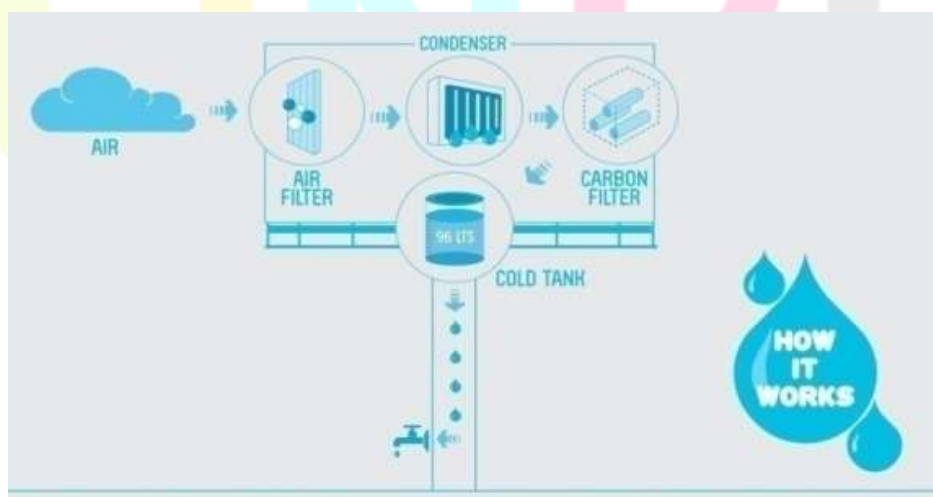 CONDENSER
AIR
AIR
FILTER
CARBON
FILTER
96 LTS
COLD TANK
HOW
IT
WORKS